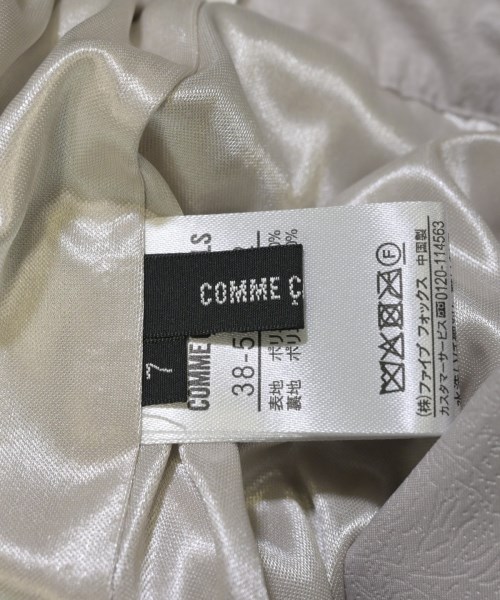 COMME Ç
7
COMME
LS
38-5
表地 ポリ
裏地 ポリ
0%
0%
Ⓕ
(株)ファイブ フォックス 中国製
カスタマーサービス 0120-114563